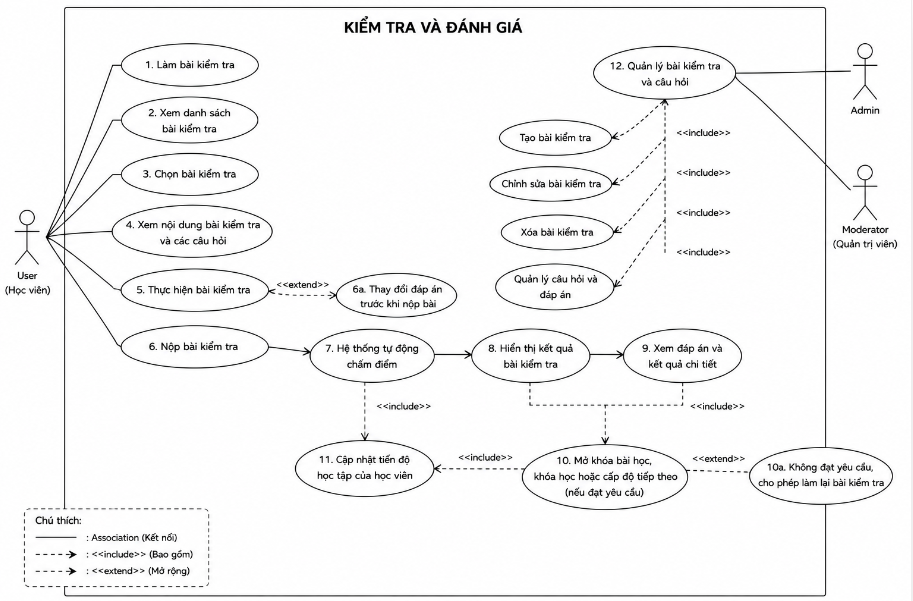 KIỂM TRA VÀ ĐÁNH GIÁ
1. Làm bài kiểm tra
2. Xem danh sách
bài kiểm tra
3. Chọn bài kiểm tra
4. Xem nội dung bài kiểm tra
và các câu hỏi
5. Thực hiện bài kiểm tra
<<extend>>
6a. Thay đổi đáp án
trước khi nộp bài
6. Nộp bài kiểm tra
User
(Học viên)
12. Quản lý bài kiểm tra
và câu hỏi
Admin
Moderator
(Quản trị viên)
Tạo bài kiểm tra
<<include>>
Chỉnh sửa bài kiểm tra
<<include>>
Xóa bài kiểm tra
<<include>>
Quản lý câu hỏi và
đáp án
<<include>>
7. Hệ thống tự động
chấm điểm
8. Hiển thị kết quả
bài kiểm tra
9. Xem đáp án và
kết quả chi tiết
<<include>>
<<include>>
11. Cập nhật tiến độ
học tập của học viên
<<include>>
10. Mở khóa bài học,
khóa học hoặc cấp độ tiếp theo
(nếu đạt yêu cầu)
<<extend>>
10a. Không đạt yêu cầu,
cho phép làm lại bài kiểm tra
Chú thích:
: Association (Kết nối)
: <<include>> (Bao gồm)
: <<extend>> (Mở rộng)